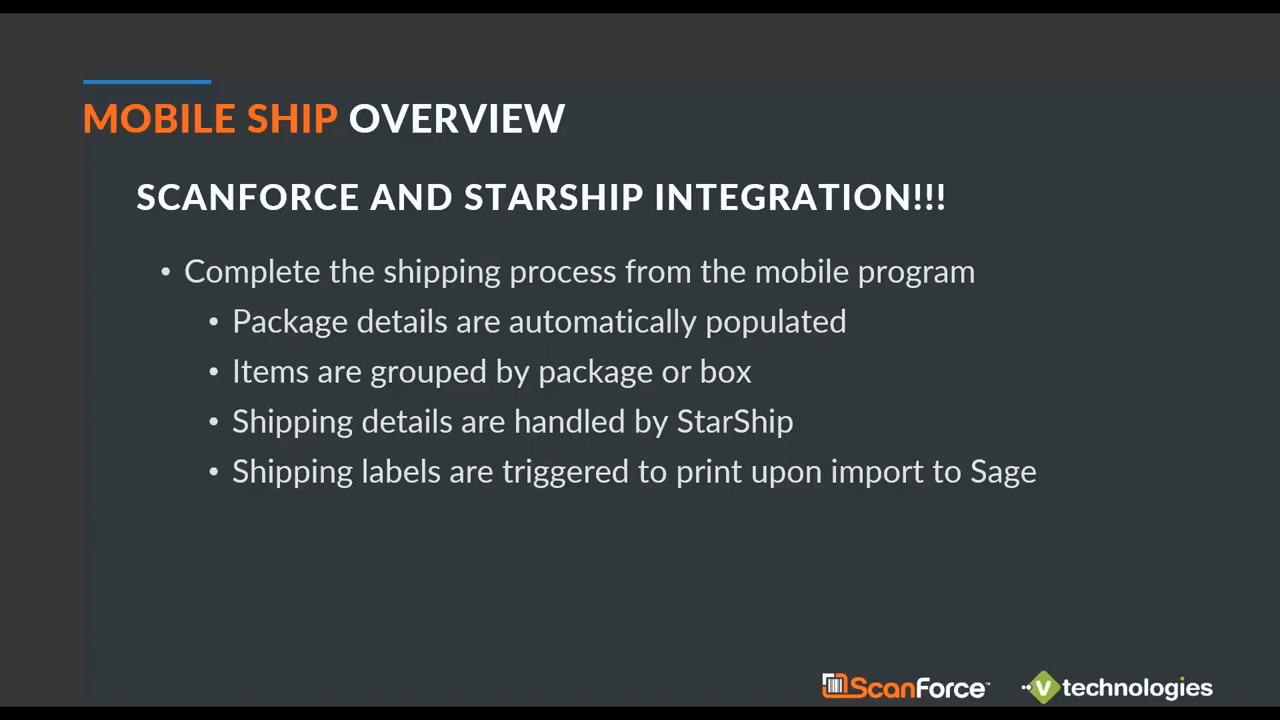 MOBILE SHIP OVERVIEW
SCANFORCE AND STARSHIP INTEGRATION!!!
• Complete the shipping process from the mobile program
• Package details are automatically populated
• Items are grouped by package or box
• Shipping details are handled by StarShip
• Shipping labels are triggered to print upon import to Sage
ScanForce™ V technologies